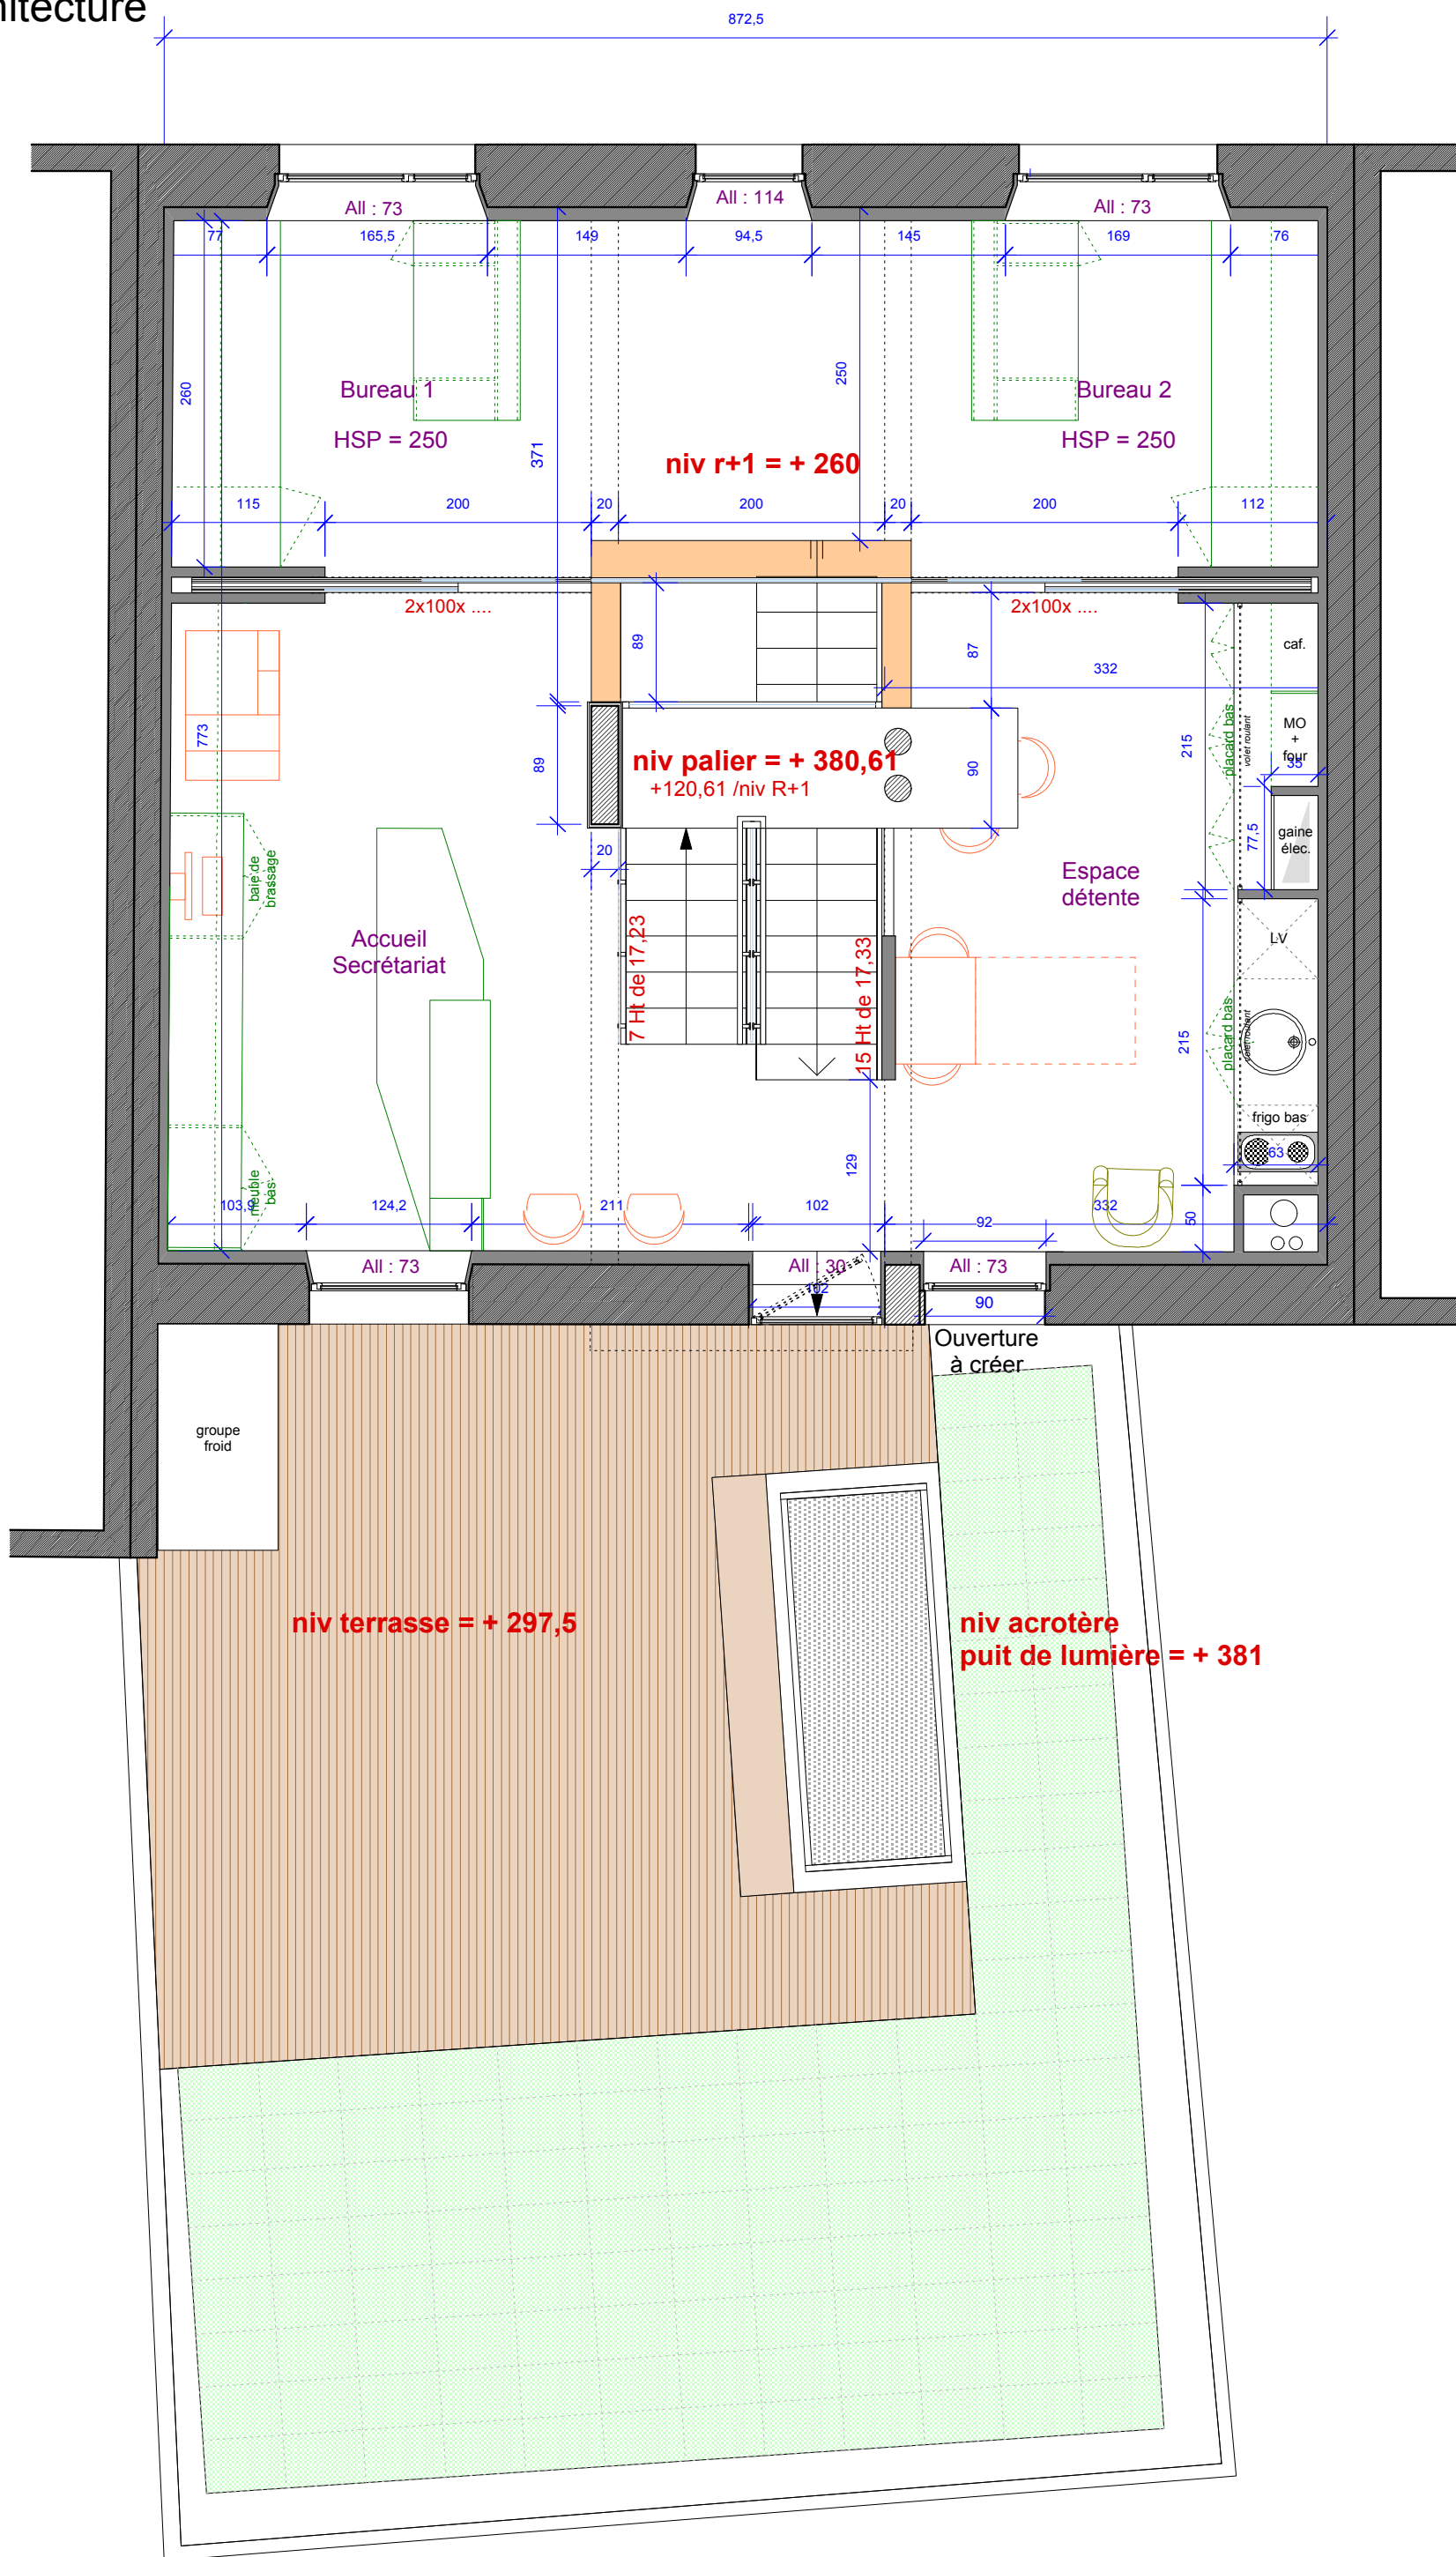 hitecture
872,5
All : 73
All : 114
All : 73
77
165,5
149
94,5
145
169
76
260
371
250
Bureau 1
HSP = 250
Bureau 2
HSP = 250
niv r+1 = + 260
115
200
20
200
20
200
112
2x100x ....
2x100x ....
89
87
332
caf.
MO
+
four
35
773
89
niv palier = + 380,61
+120,61 /niv R+1
90
215
placard bas
volet roulant
77,5
gaine
élec.
20
baie de
brassage
Accueil
Secrétariat
7 Ht de 17,23
15 Ht de 17,33
Espace
détente
LV
215
placard bas
volet roulant
frigo bas
63
129
meuble
bas
103,9
124,2
211
102
92
332
50
All : 73
All : 30
102
All : 73
90
Ouverture
à créer
groupe
froid
niv terrasse = + 297,5
niv acrotère
puit de lumière = + 381